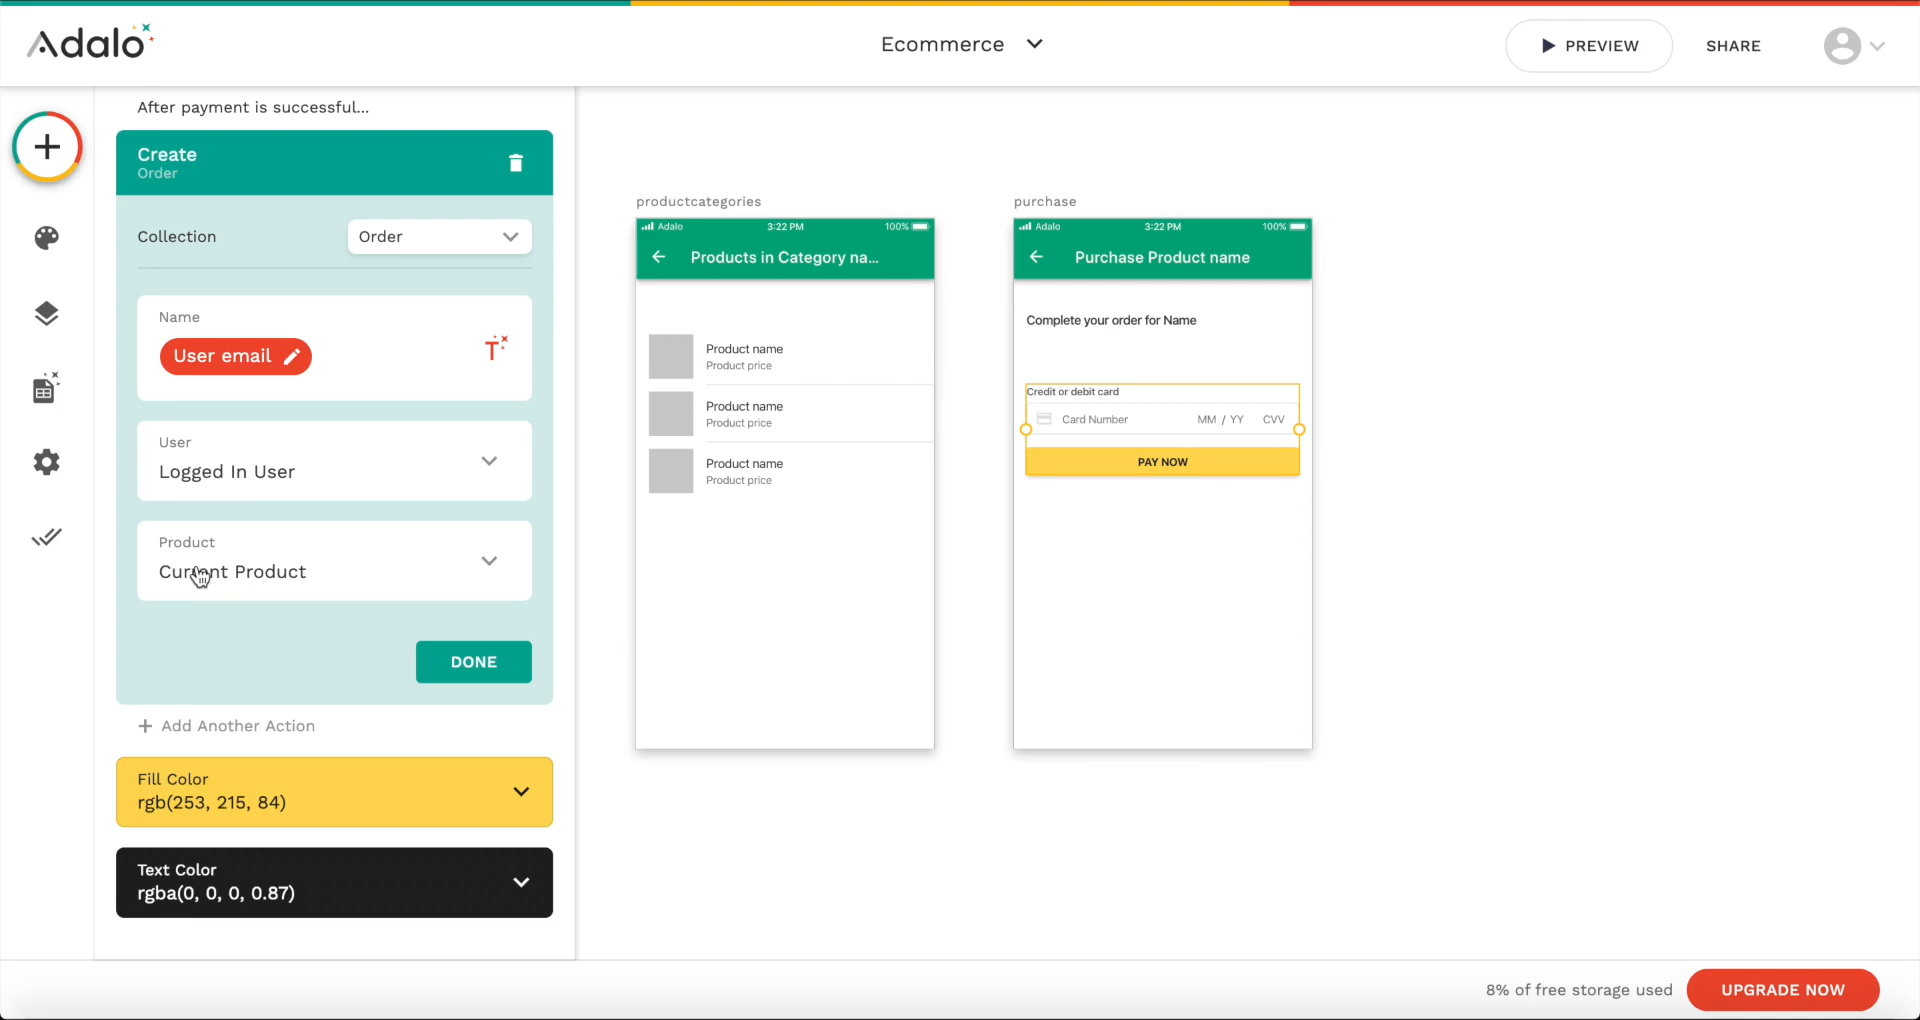 Adalo
Ecommerce
PREVIEW
SHARE
After payment is successful...
Create
Order
Collection
Order
Name
User email
T
User
Logged In User
Product
Current Product
DONE
+ Add Another Action
Fill Color
rgb(253, 215, 84)
Text Color
rgba(0, 0, 0, 0.87)
productcategories
Adalo 3:22 PM 100%
Products in Category na...
Product name
Product price
Product name
Product price
Product name
Product price
purchase
Adalo 3:22 PM 100%
Purchase Product name
Complete your order for Name
Credit or debit card
Card Number MM / YY CVV
PAY NOW
8% of free storage used
UPGRADE NOW